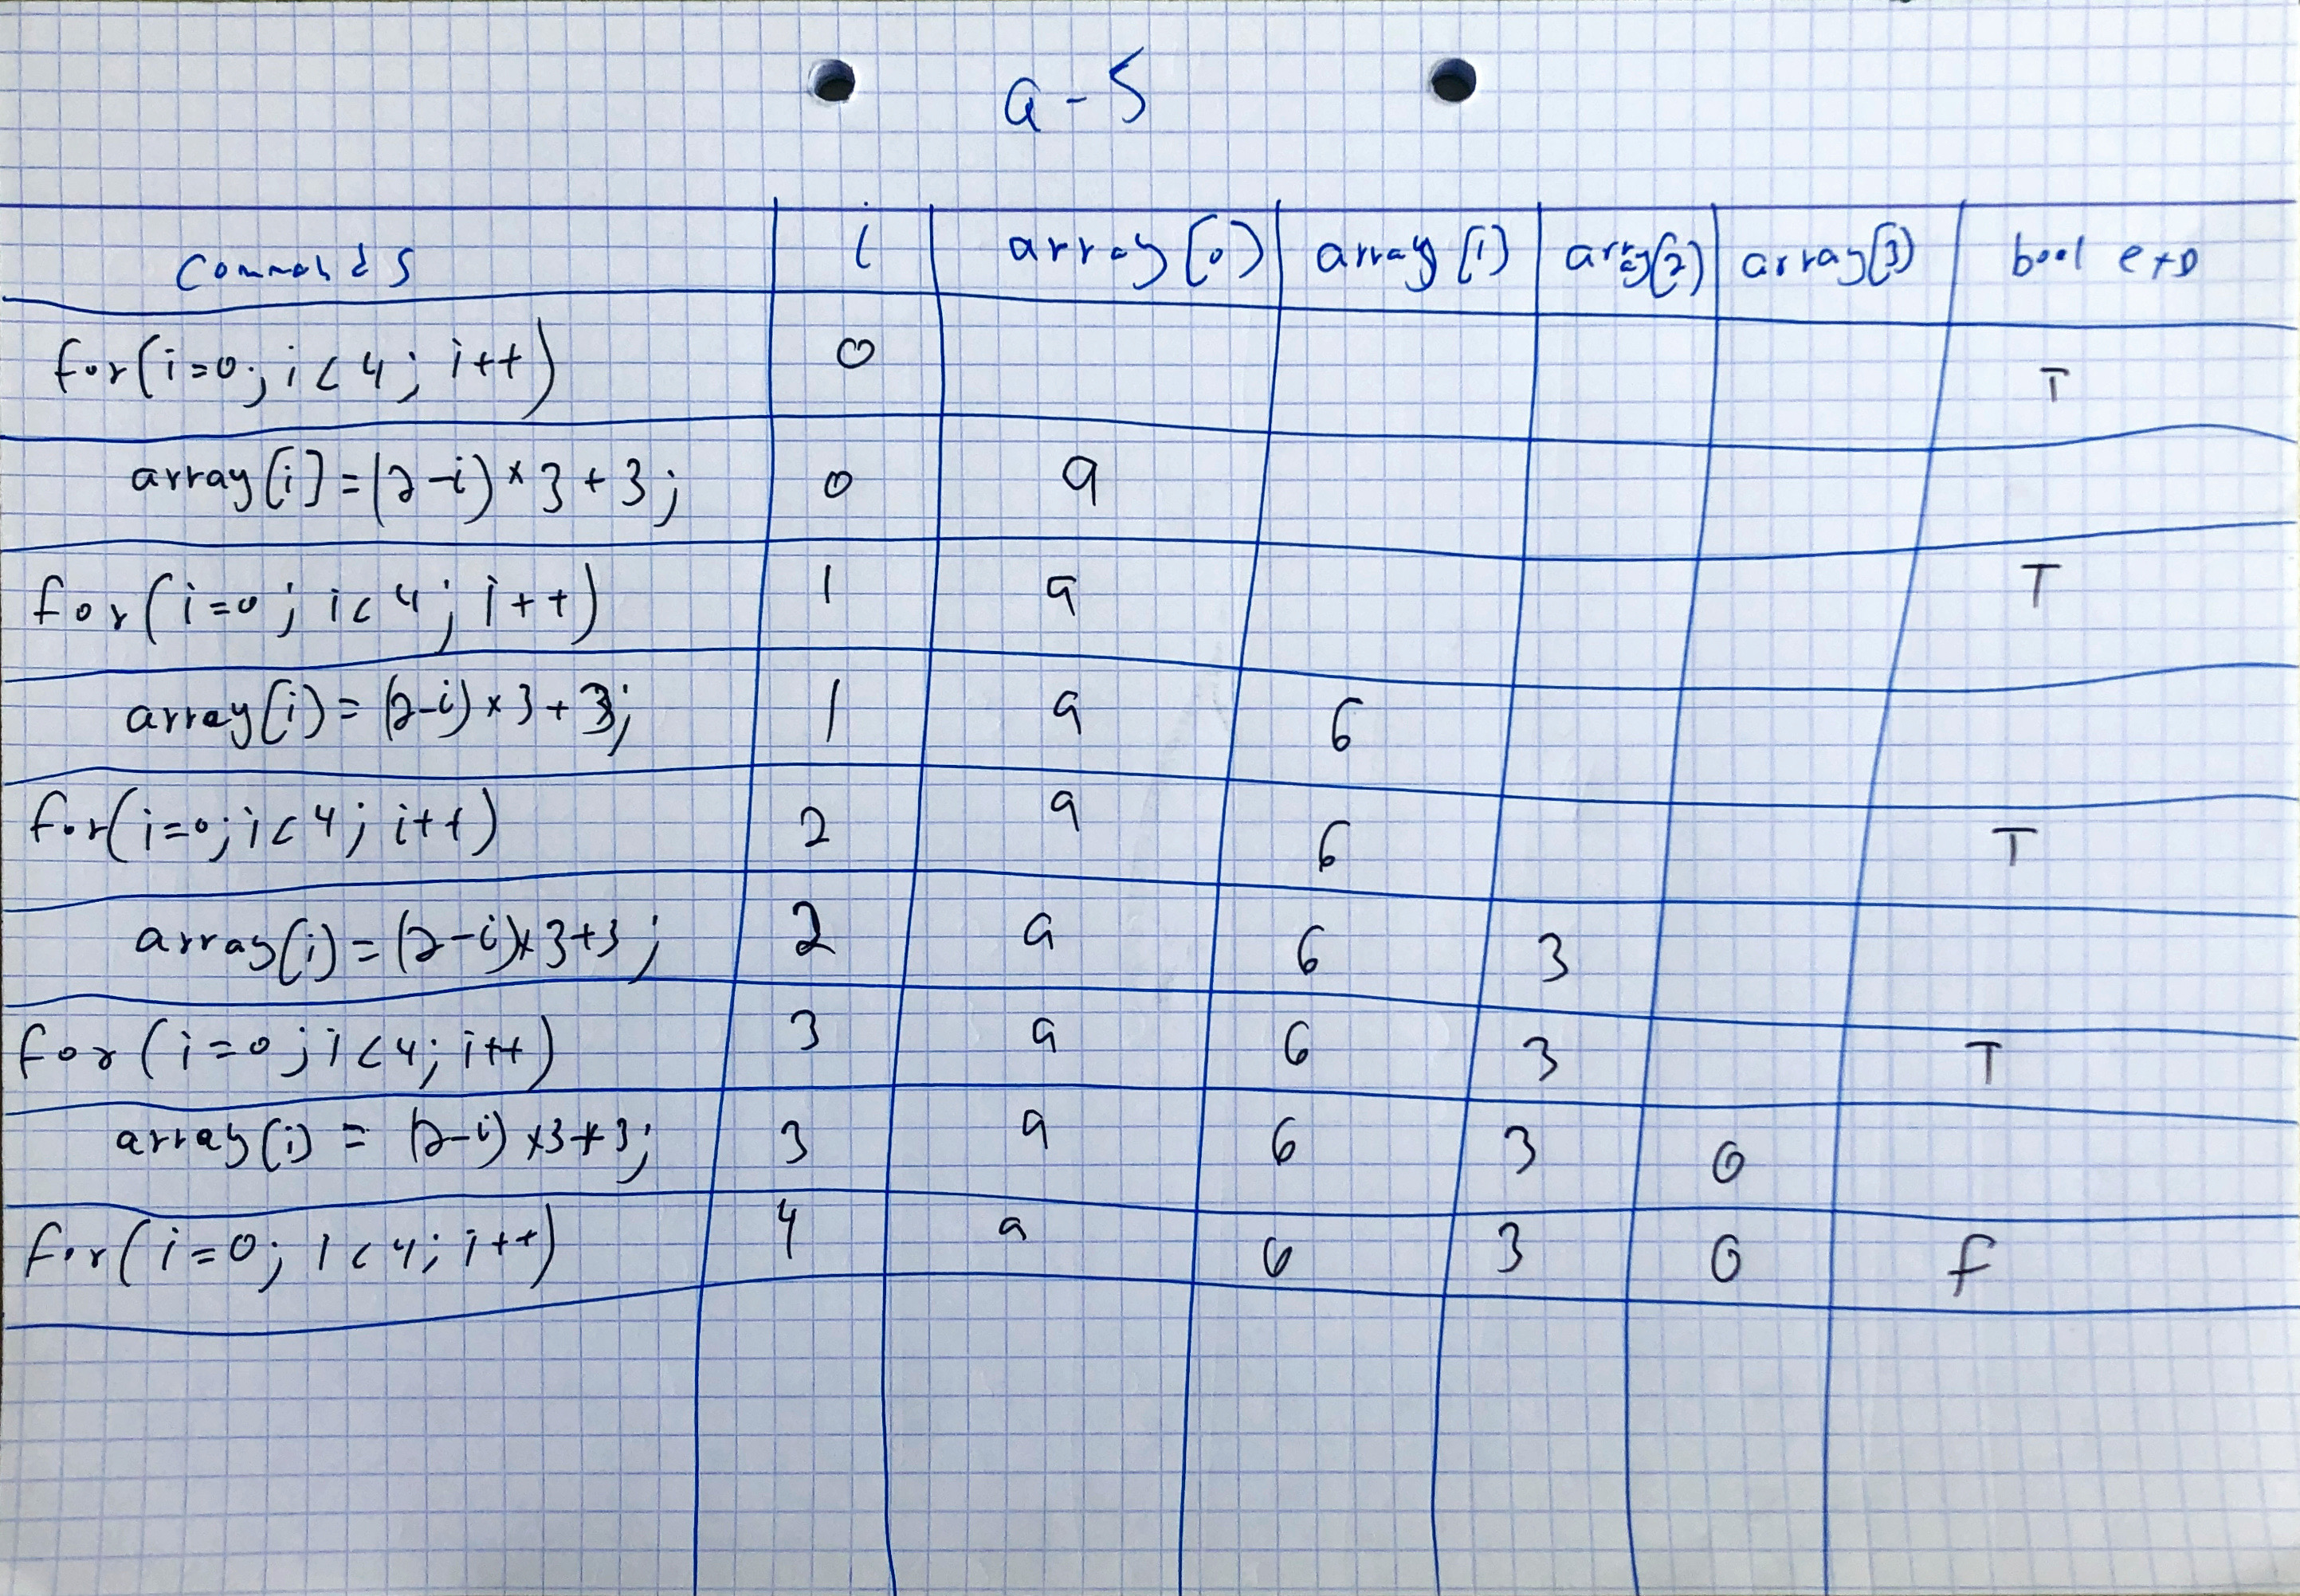 a-5
Commands i array[0] array[1] array[2] array[3] bool exp
for(i=0; i<4; i++) 0 T
array[i]=(2-i)*3+3; 0 9
for(i=0; i<4; i++) 1 9 T
array[i]=(2-i)*3+3; 1 9 6
for(i=0; i<4; i++) 2 9 6 T
array[i]=(2-i)*3+3; 2 9 6 3
for(i=0; i<4; i++) 3 9 6 3 T
array[i]=(2-i)*3+3; 3 9 6 3 0
for(i=0; i<4; i++) 4 9 6 3 0 F